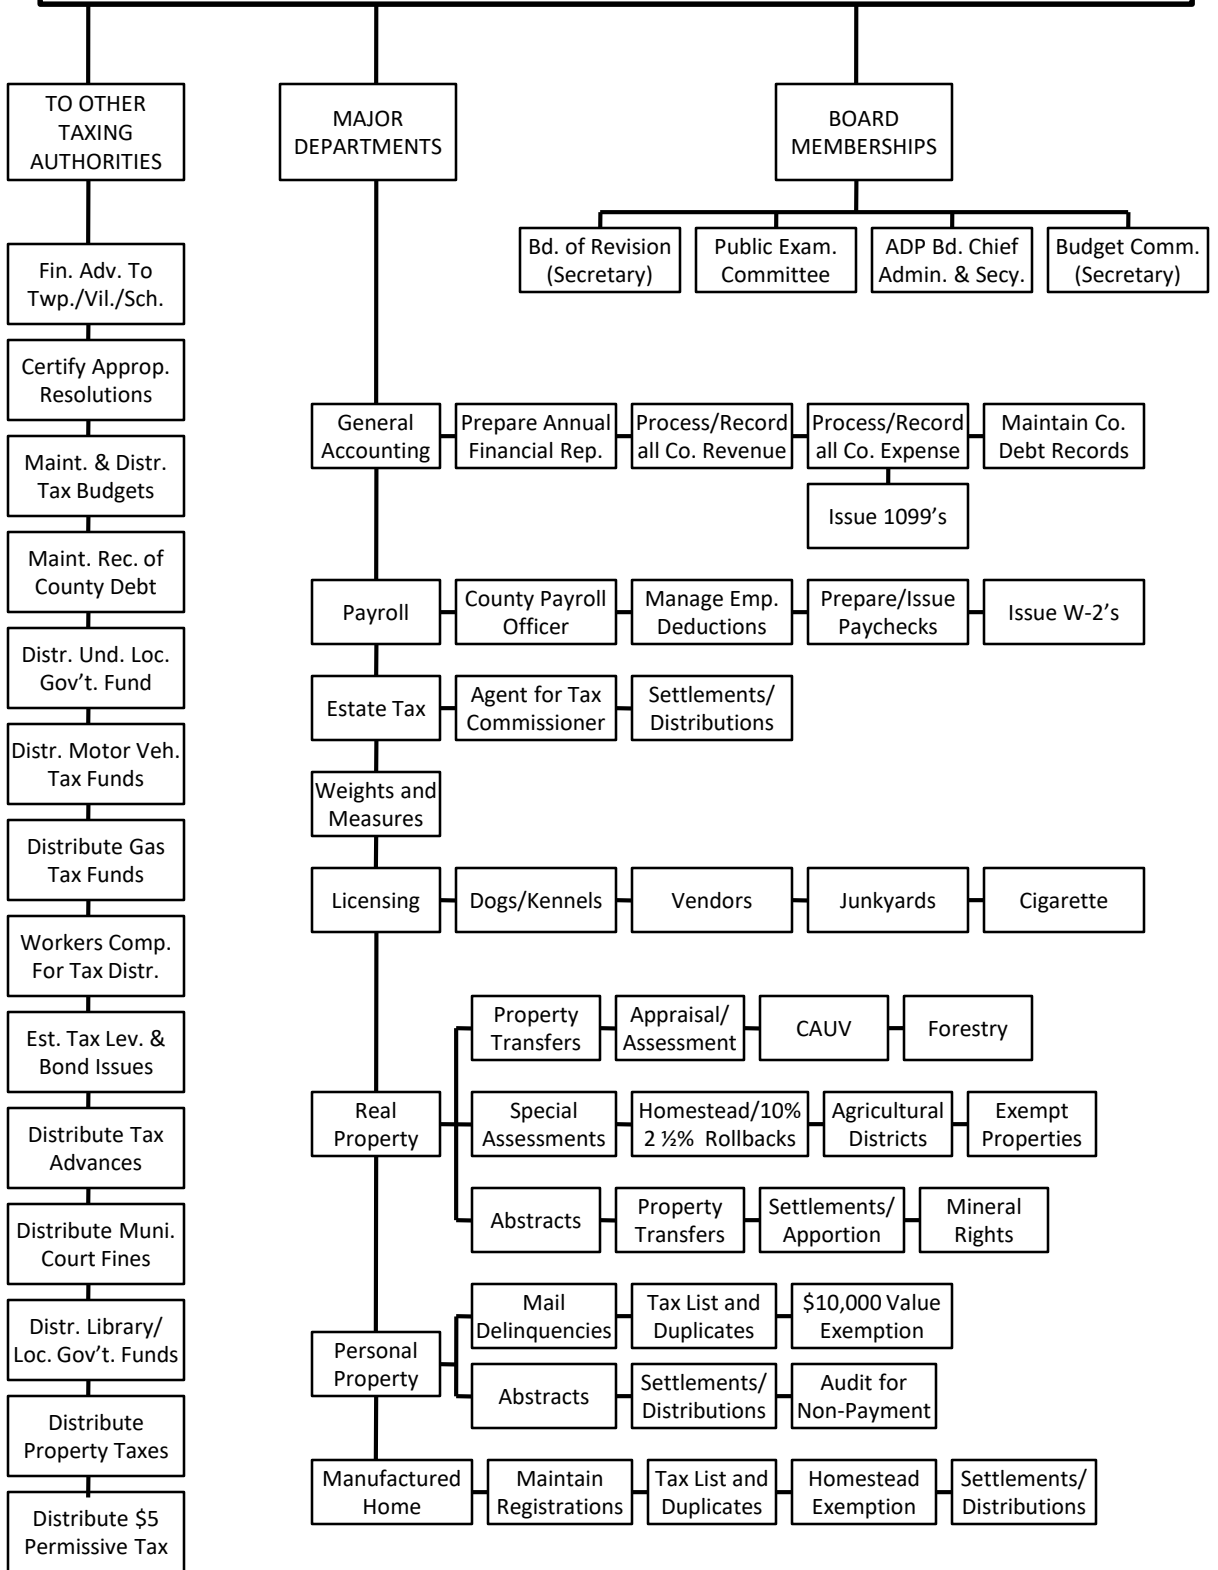 TO OTHER
TAXING
AUTHORITIES
Fin. Adv. To
Twp./Vil./Sch.
Certify Approp.
Resolutions
Maint. & Distr.
Tax Budgets
Maint. Rec. of
County Debt
Distr. Und. Loc.
Gov’t. Fund
Distr. Motor Veh.
Tax Funds
Distribute Gas
Tax Funds
Workers Comp.
For Tax Distr.
Est. Tax Lev. &
Bond Issues
Distribute Tax
Advances
Distribute Muni.
Court Fines
Distr. Library/
Loc. Gov’t. Funds
Distribute
Property Taxes
Distribute $5
Permissive Tax
MAJOR
DEPARTMENTS
General
Accounting
Prepare Annual
Financial Rep.
Process/Record
all Co. Revenue
Process/Record
all Co. Expense
Maintain Co.
Debt Records
Issue 1099’s
Payroll
County Payroll
Officer
Manage Emp.
Deductions
Prepare/Issue
Paychecks
Issue W-2’s
Estate Tax
Agent for Tax
Commissioner
Settlements/
Distributions
Weights and
Measures
Licensing
Dogs/Kennels
Vendors
Junkyards
Cigarette
Real
Property
Property
Transfers
Appraisal/
Assessment
CAUV
Forestry
Special
Assessments
Homestead/10%
2 ½% Rollbacks
Agricultural
Districts
Exempt
Properties
Abstracts
Property
Transfers
Settlements/
Apportion
Mineral
Rights
Personal
Property
Mail
Delinquencies
Tax List and
Duplicates
$10,000 Value
Exemption
Abstracts
Settlements/
Distributions
Audit for
Non-Payment
Manufactured
Home
Maintain
Registrations
Tax List and
Duplicates
Homestead
Exemption
Settlements/
Distributions
BOARD
MEMBERSHIPS
Bd. of Revision
(Secretary)
Public Exam.
Committee
ADP Bd. Chief
Admin. & Secy.
Budget Comm.
(Secretary)